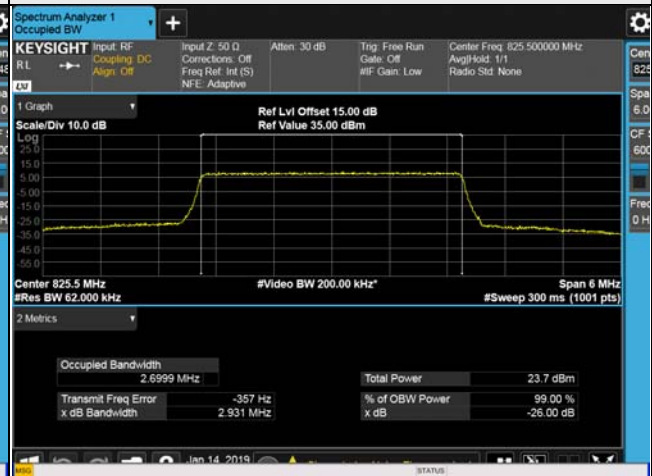 Spectrum Analyzer 1
Occupied BW
+
KEYSIGHT Input: RF Input Z: 50 Ω Atten: 30 dB Trig: Free Run Center Freq: 825.500000 MHz
RL Coupling: DC Corrections: Off Gate: Off Avg|Hold: 1/1
Align: Off Freq Ref: Int (S) #IF Gain: Low Radio Std: None
LXI NFE: Adaptive
1 Graph
Ref Lvl Offset 15.00 dB
Scale/Div 10.0 dB Ref Value 35.00 dBm
Log
25.0
15.0
5.00
-5.00
-15.0
-25.0
-35.0
-45.0
-55.0
Center 825.5 MHz #Video BW 200.00 kHz* Span 6 MHz
#Res BW 62.000 kHz #Sweep 300 ms (1001 pts)
2 Metrics
Occupied Bandwidth
2.6999 MHz Total Power 23.7 dBm
Transmit Freq Error -357 Hz % of OBW Power 99.00 %
x dB Bandwidth 2.931 MHz x dB -26.00 dB
Jan 14, 2019
MSG STATUS